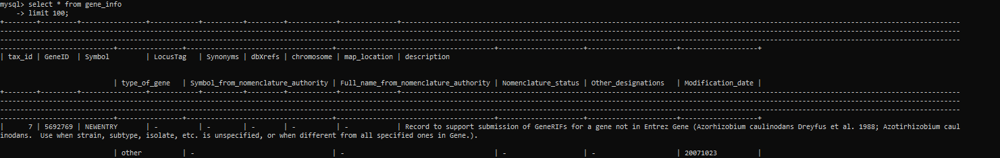 mysql> select * from gene_info
-> limit 100;
| tax_id | GeneID | Symbol | LocusTag | Synonyms | dbXrefs | chromosome | map_location | description
| type_of_gene | Symbol_from_nomenclature_authority | Full_name_from_nomenclature_authority | Nomenclature_status | Other_designations | Modification_date |
| 7 | 5692769 | NEWENTRY | - | - | - | - | - | Record to support submission of GeneRIFs for a gene not in Entrez Gene (Azorhizobium caulinodans Dreyfus et al. 1988; Azotirhizobium caul
inodans. Use when strain, subtype, isolate, etc. is unspecified, or when different from all specified ones in Gene.).
| other | - | - | - | - | 20071023 |